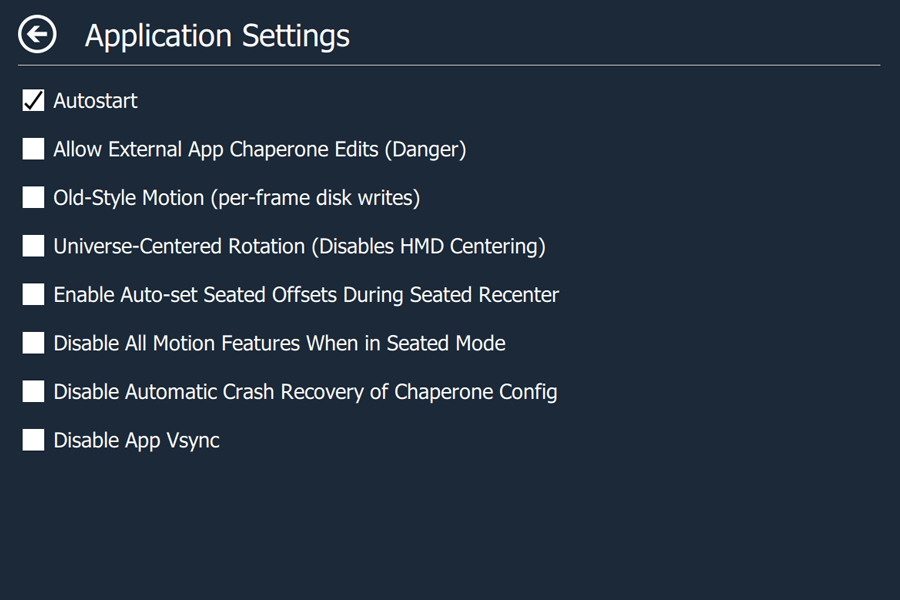 Application Settings
Autostart
Allow External App Chaperone Edits (Danger)
Old-Style Motion (per-frame disk writes)
Universe-Centered Rotation (Disables HMD Centering)
Enable Auto-set Seated Offsets During Seated Recenter
Disable All Motion Features When in Seated Mode
Disable Automatic Crash Recovery of Chaperone Config
Disable App Vsync